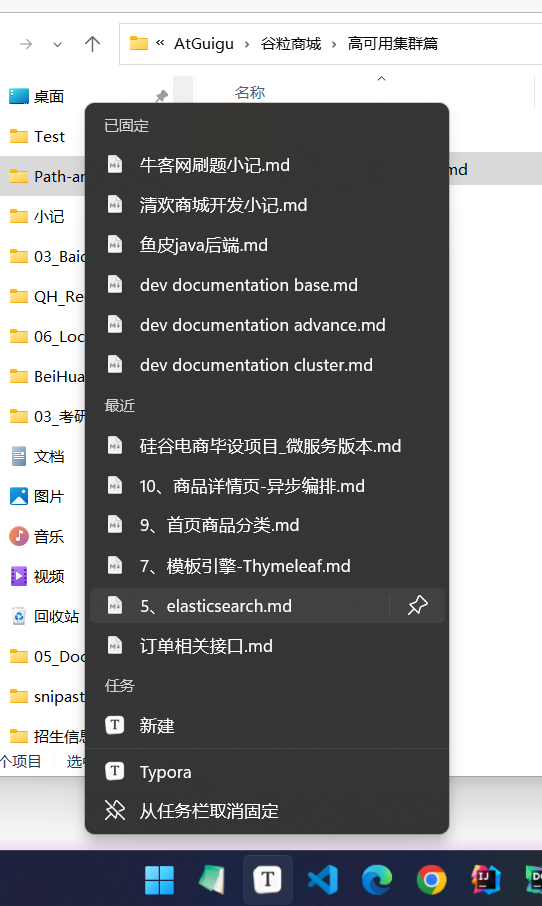 « AtGuigu › 谷粒商城 › 高可用集群篇
桌面
名称
Test
Path-ar
md
小记
03_Baid
QH_Re
06_Loc
BeiHua
03_考研
文档
图片
音乐
视频
回收站
05_Doc
snipast
招生信息
个项目 选中
已固定
牛客网刷题小记.md
清欢商城开发小记.md
鱼皮java后端.md
dev documentation base.md
dev documentation advance.md
dev documentation cluster.md
最近
硅谷电商毕设项目_微服务版本.md
10、商品详情页-异步编排.md
9、首页商品分类.md
7、模板引擎-Thymeleaf.md
5、elasticsearch.md
订单相关接口.md
任务
新建
Typora
从任务栏取消固定